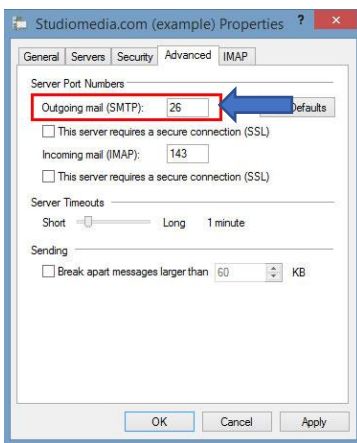 Studiomedia.com (example) Properties ? ×
General Servers Security Advanced IMAP
Server Port Numbers
Outgoing mail (SMTP): 26 Defaults
This server requires a secure connection (SSL)
Incoming mail (IMAP): 143
This server requires a secure connection (SSL)
Server Timeouts
Short Long 1 minute
Sending
Break apart messages larger than 60 KB
OK Cancel Apply